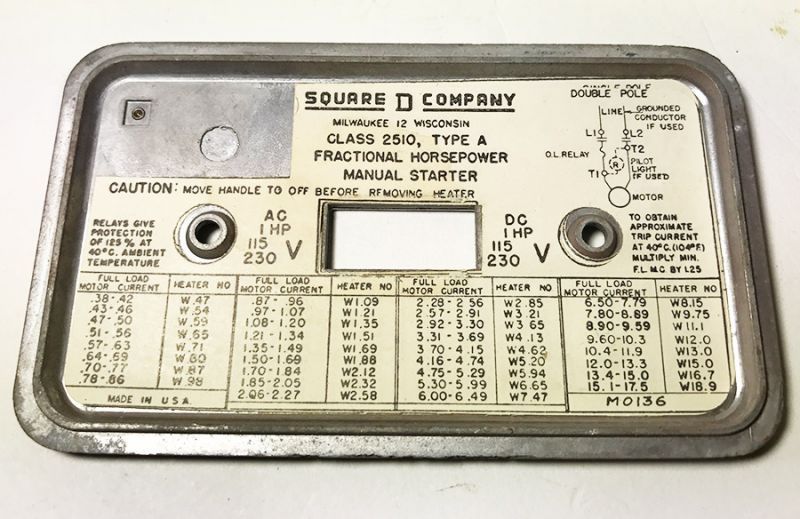 SQUARE D COMPANY
MILWAUKEE 12 WISCONSIN
CLASS 2510, TYPE A
FRACTIONAL HORSEPOWER
MANUAL STARTER
CAUTION: MOVE HANDLE TO OFF BEFORE REMOVING HEATER
DOUBLE POLE
LINE
GROUNDED
CONDUCTOR
IF USED
L1
L2
T2
O.L. RELAY
R
PILOT
LIGHT
IF USED
T1
MOTOR
RELAYS GIVE
PROTECTION
OF 125 % AT
40°C. AMBIENT
TEMPERATURE
AC
1 HP
115
230 V
DC
1 HP
115
230 V
TO OBTAIN
APPROXIMATE
TRIP CURRENT
AT 40°C.(104°F.)
MULTIPLY MIN.
F.L.M.C. BY 1.25
FULL LOAD
MOTOR CURRENT HEATER NO
.38-.42 W.47
.43-.46 W.54
.47-.50 W.59
.51-.56 W.65
.57-.63 W.71
.64-.69 W.80
.70-.77 W.87
.78-.86 W.98
MADE IN U.S.A.
FULL LOAD
MOTOR CURRENT HEATER NO
.87-.96 W1.09
.97-1.07 W1.21
1.08-1.20 W1.35
1.21-1.34 W1.51
1.35-1.49 W1.69
1.50-1.69 W1.88
1.70-1.84 W2.12
1.85-2.05 W2.32
2.06-2.27 W2.58
FULL LOAD
MOTOR CURRENT HEATER NO
2.28-2.56 W2.85
2.57-2.91 W3.21
2.92-3.30 W3.65
3.31-3.69 W4.13
3.70-4.15 W4.62
4.16-4.74 W5.20
4.75-5.29 W5.94
5.30-5.99 W6.65
6.00-6.49 W7.47
FULL LOAD
MOTOR CURRENT HEATER NO
6.50-7.79 W8.15
7.80-8.89 W9.75
8.90-9.59 W11.1
9.60-10.3 W12.0
10.4-11.9 W13.0
12.0-13.3 W15.0
13.4-15.0 W16.7
15.1-17.5 W18.9
M0136